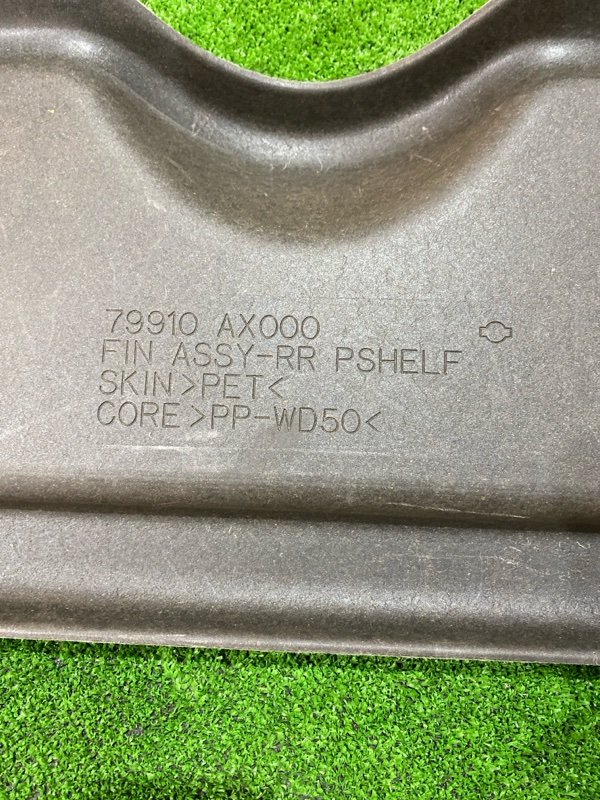 79910 AX000
FIN ASSY-RR PSHELF
SKIN>PET<
CORE>PP-WD50<